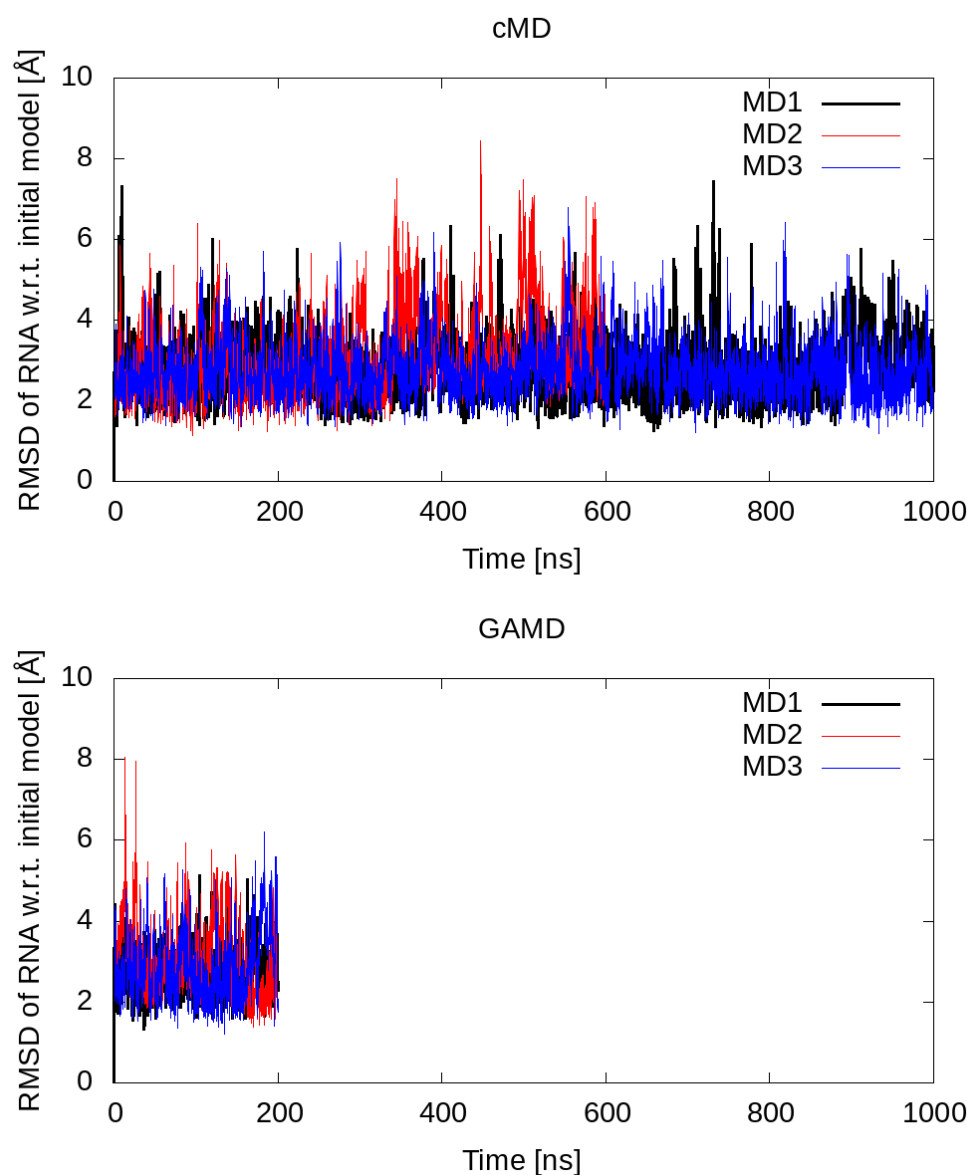 cMD
RMSD of RNA w.r.t. initial model [Å]
10
8
6
4
2
0
MD1
MD2
MD3
0 200 400 600 800 1000
Time [ns]
GAMD
RMSD of RNA w.r.t. initial model [Å]
10
8
6
4
2
0
MD1
MD2
MD3
0 200 400 600 800 1000
Time [ns]